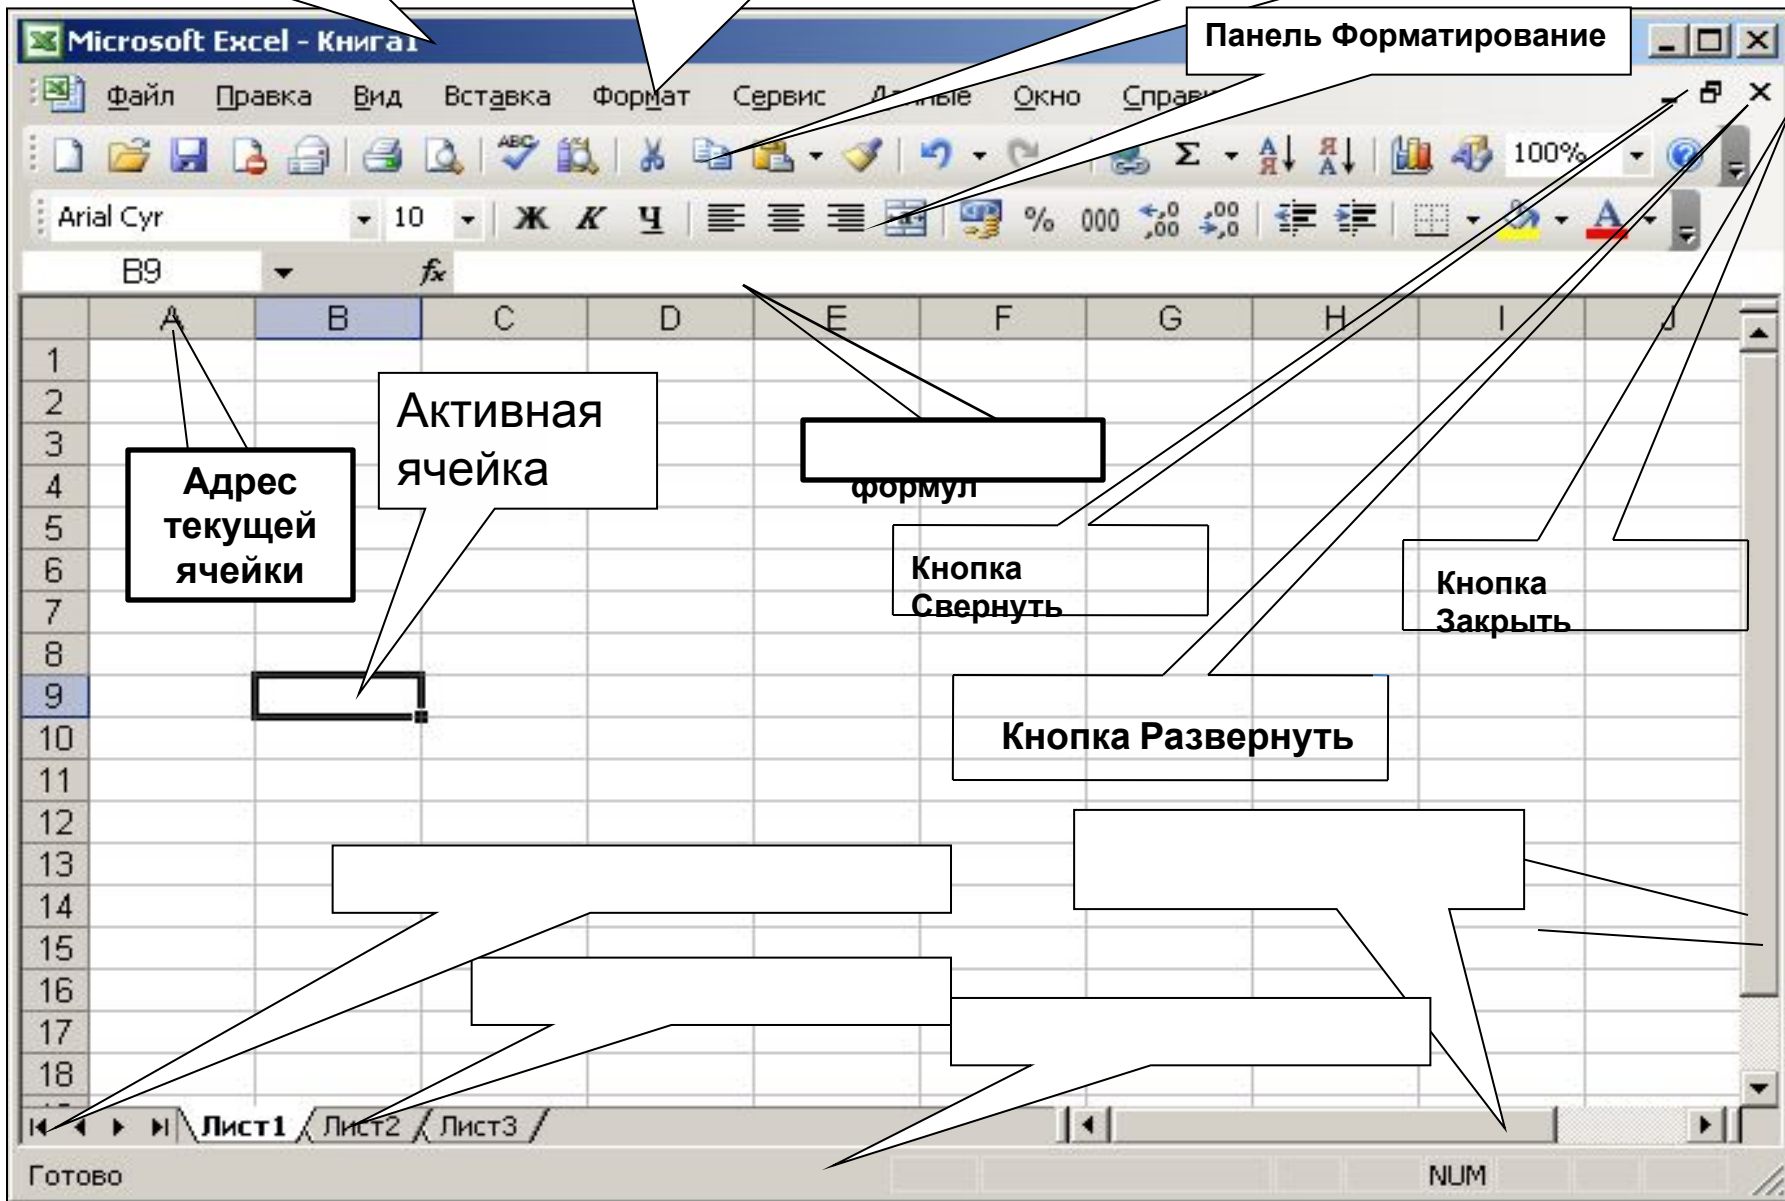 Microsoft Excel - Книга1
Панель Форматирование
Файл Правка Вид Вставка Формат Сервис Окно
100%
Arial Cyr 10 Ж К Ч % 000
B9 fx
A B C D E F G H I J
1
2
3
4
5
6
7
8
9
10
11
12
13
14
15
16
17
18
Активная
ячейка
Адрес
текущей
ячейки
формул
Кнопка
Свернуть
Кнопка
Закрыть
Кнопка Развернуть
Лист1 Лист2 Лист3
Готово NUM